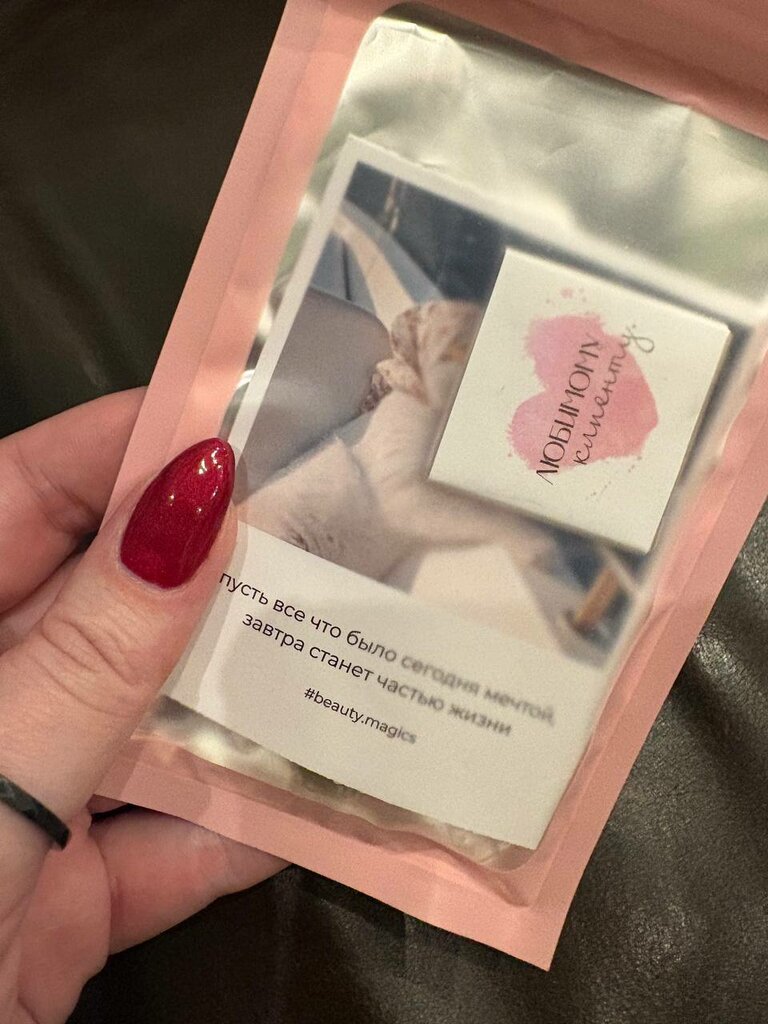 ЛЮБИМОМУ
клиенту.
пусть все что было сегодня мечтой,
завтра станет частью жизни
#beauty.magics